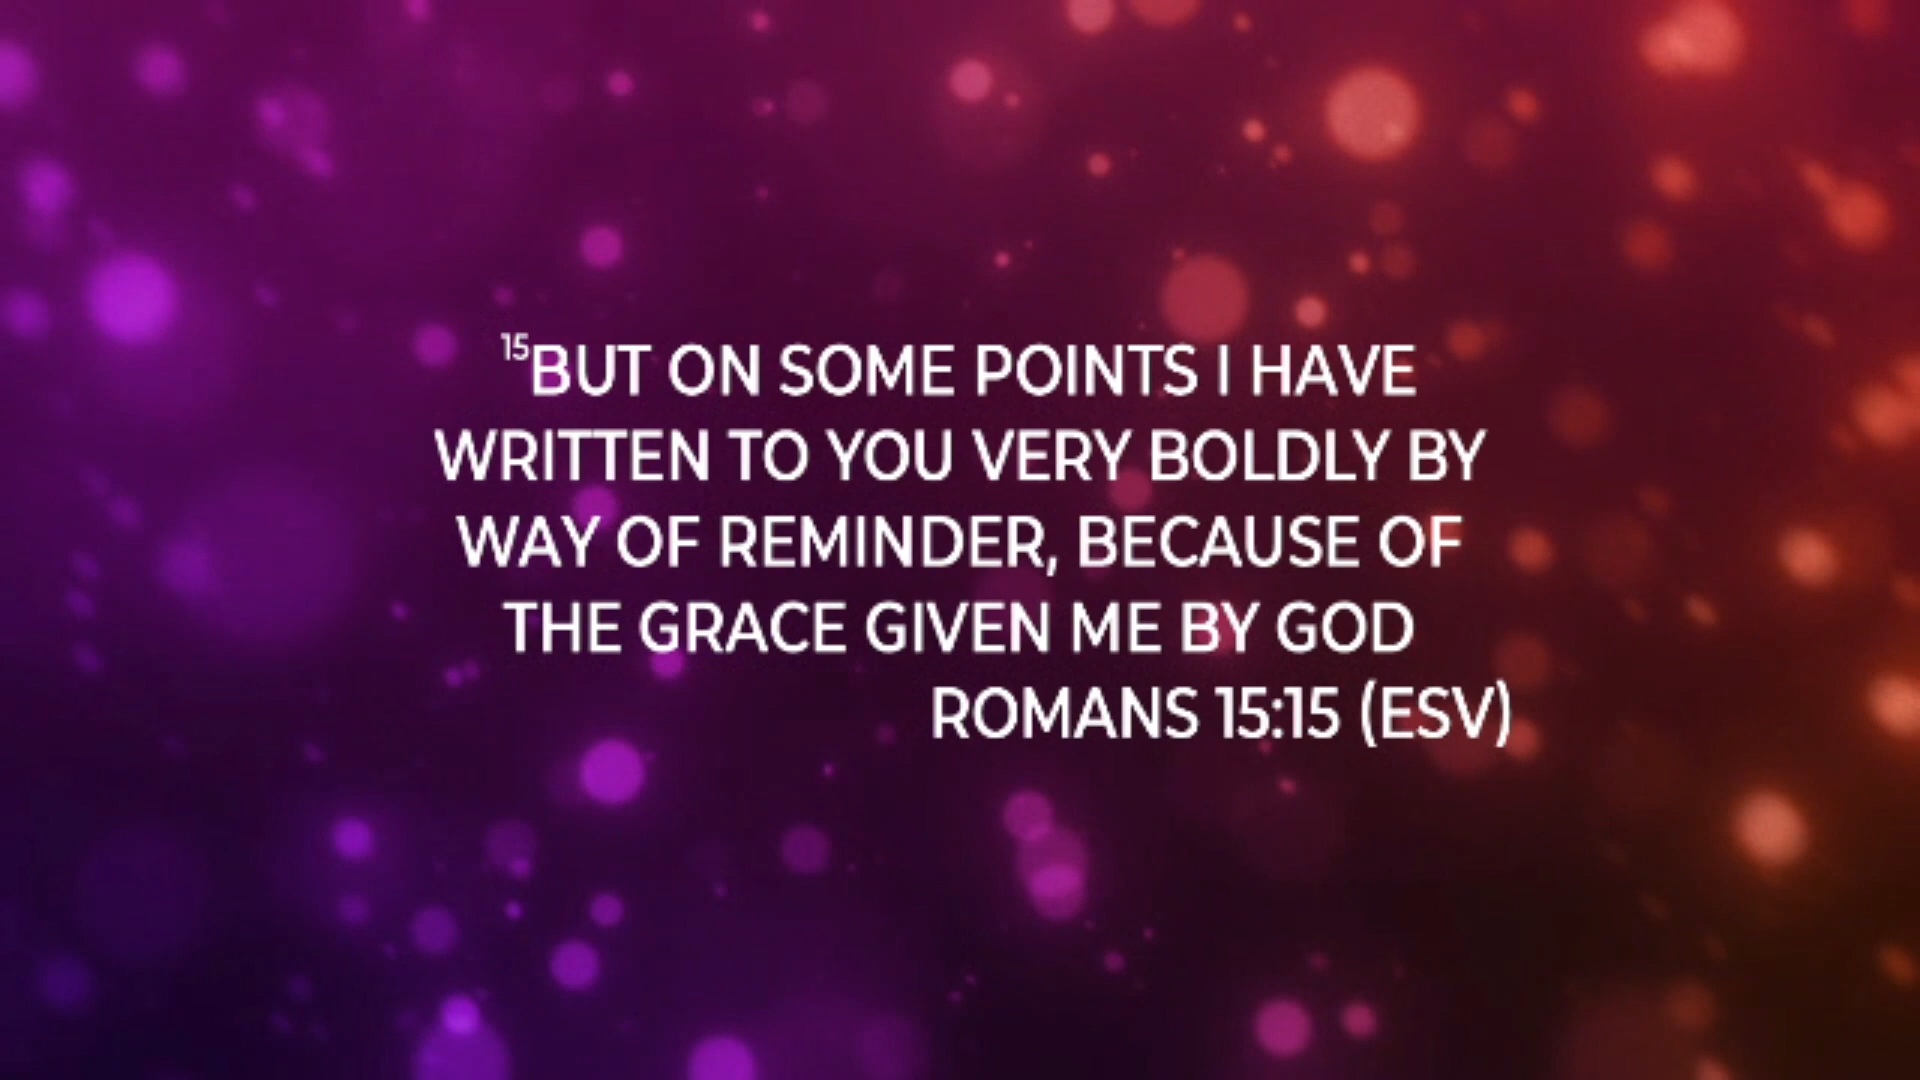 15BUT ON SOME POINTS I HAVE
WRITTEN TO YOU VERY BOLDLY BY
WAY OF REMINDER, BECAUSE OF
THE GRACE GIVEN ME BY GOD
ROMANS 15:15 (ESV)